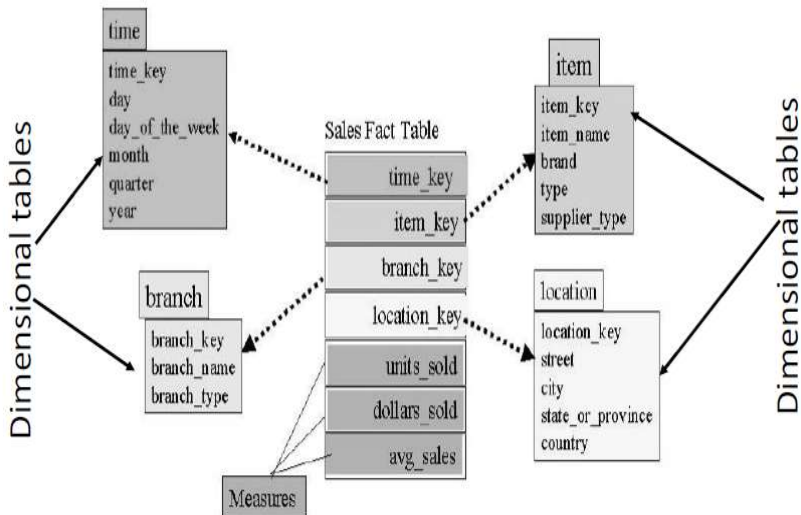 Dimensional tables
time
time_key
day
day_of_the_week
month
quarter
year
branch
branch_key
branch_name
branch_type
Sales Fact Table
time_key
item_key
branch_key
location_key
units_sold
dollars_sold
avg_sales
Measures
item
item_key
item_name
brand
type
supplier_type
location
location_key
street
city
state_or_province
country
Dimensional tables